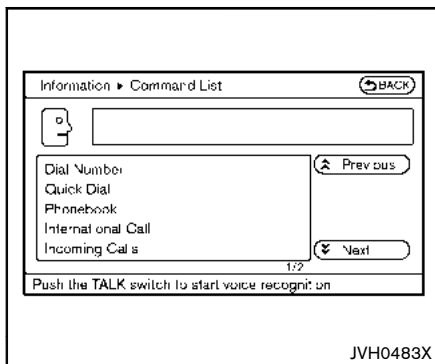 Information ▸ Command List BACK
Dial Number Previous
Quick Dial
Phonebook
International Call
Incoming Calls Next
1/2
Push the TALK switch to start voice recognition
JVH0483X